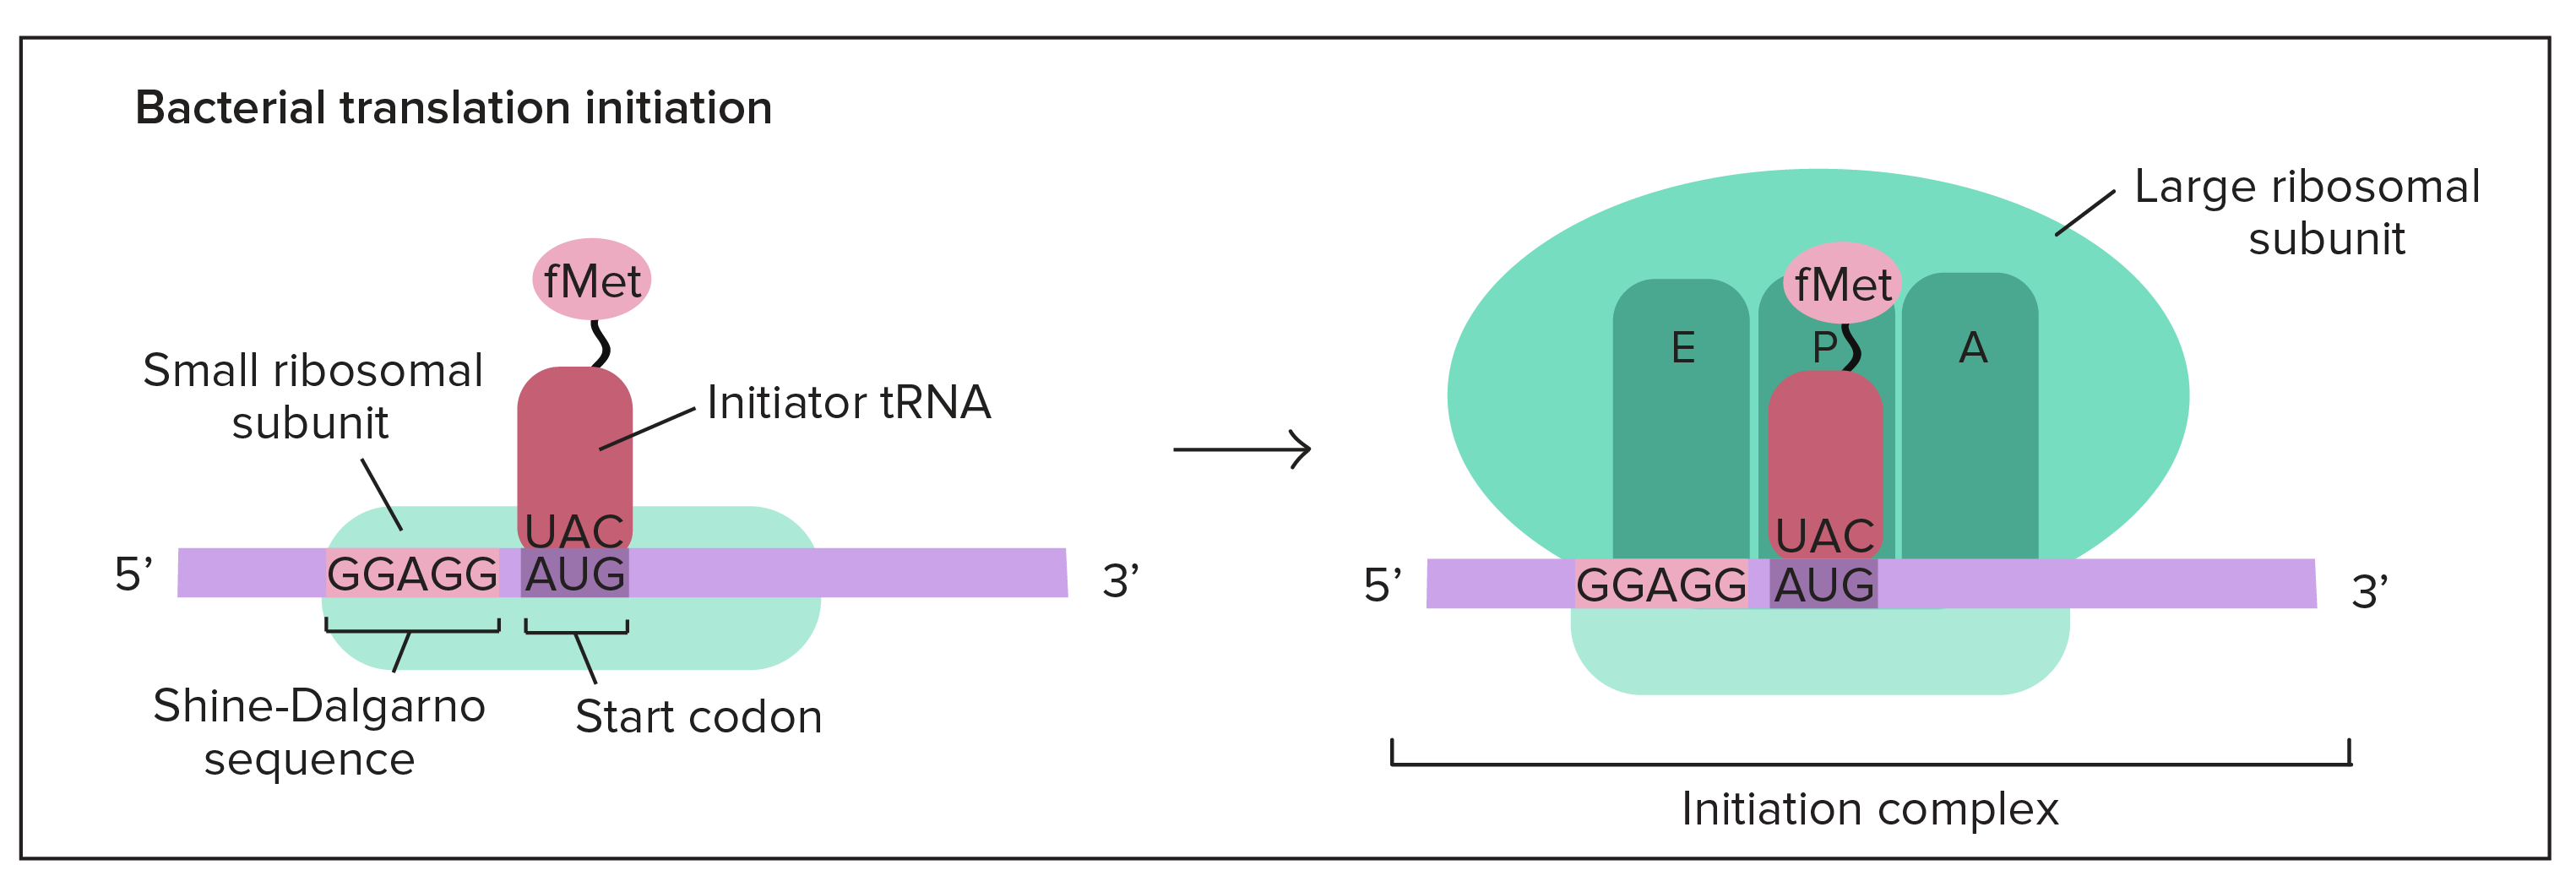 Bacterial translation initiation
fMet
Small ribosomal
subunit
Initiator tRNA
UAC
5’
GGAGG
AUG
3’
Shine-Dalgarno
sequence
Start codon
Large ribosomal
subunit
fMet
E
P
A
UAC
5’
GGAGG
AUG
3’
Initiation complex